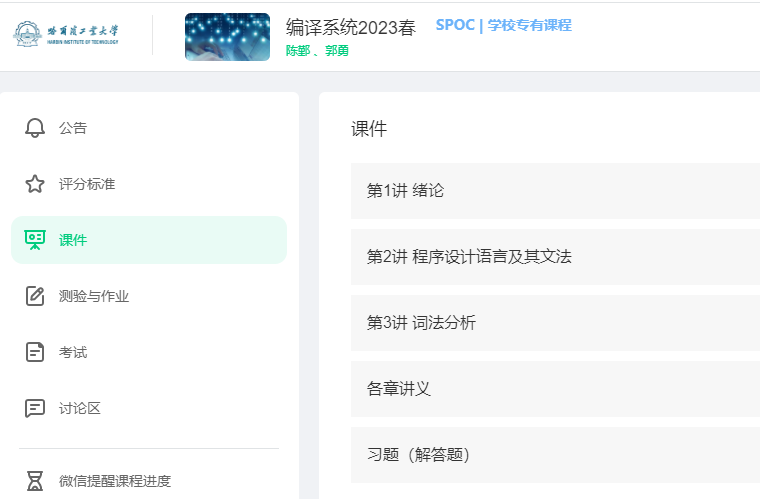 哈爾濱工業大學
HARBIN INSTITUTE OF TECHNOLOGY
编译系统2023春
SPOC | 学校专有课程
陈鄞 、郭勇
公告
评分标准
课件
测验与作业
考试
讨论区
微信提醒课程进度
课件
第1讲 绪论
第2讲 程序设计语言及其文法
第3讲 词法分析
各章讲义
习题（解答题）